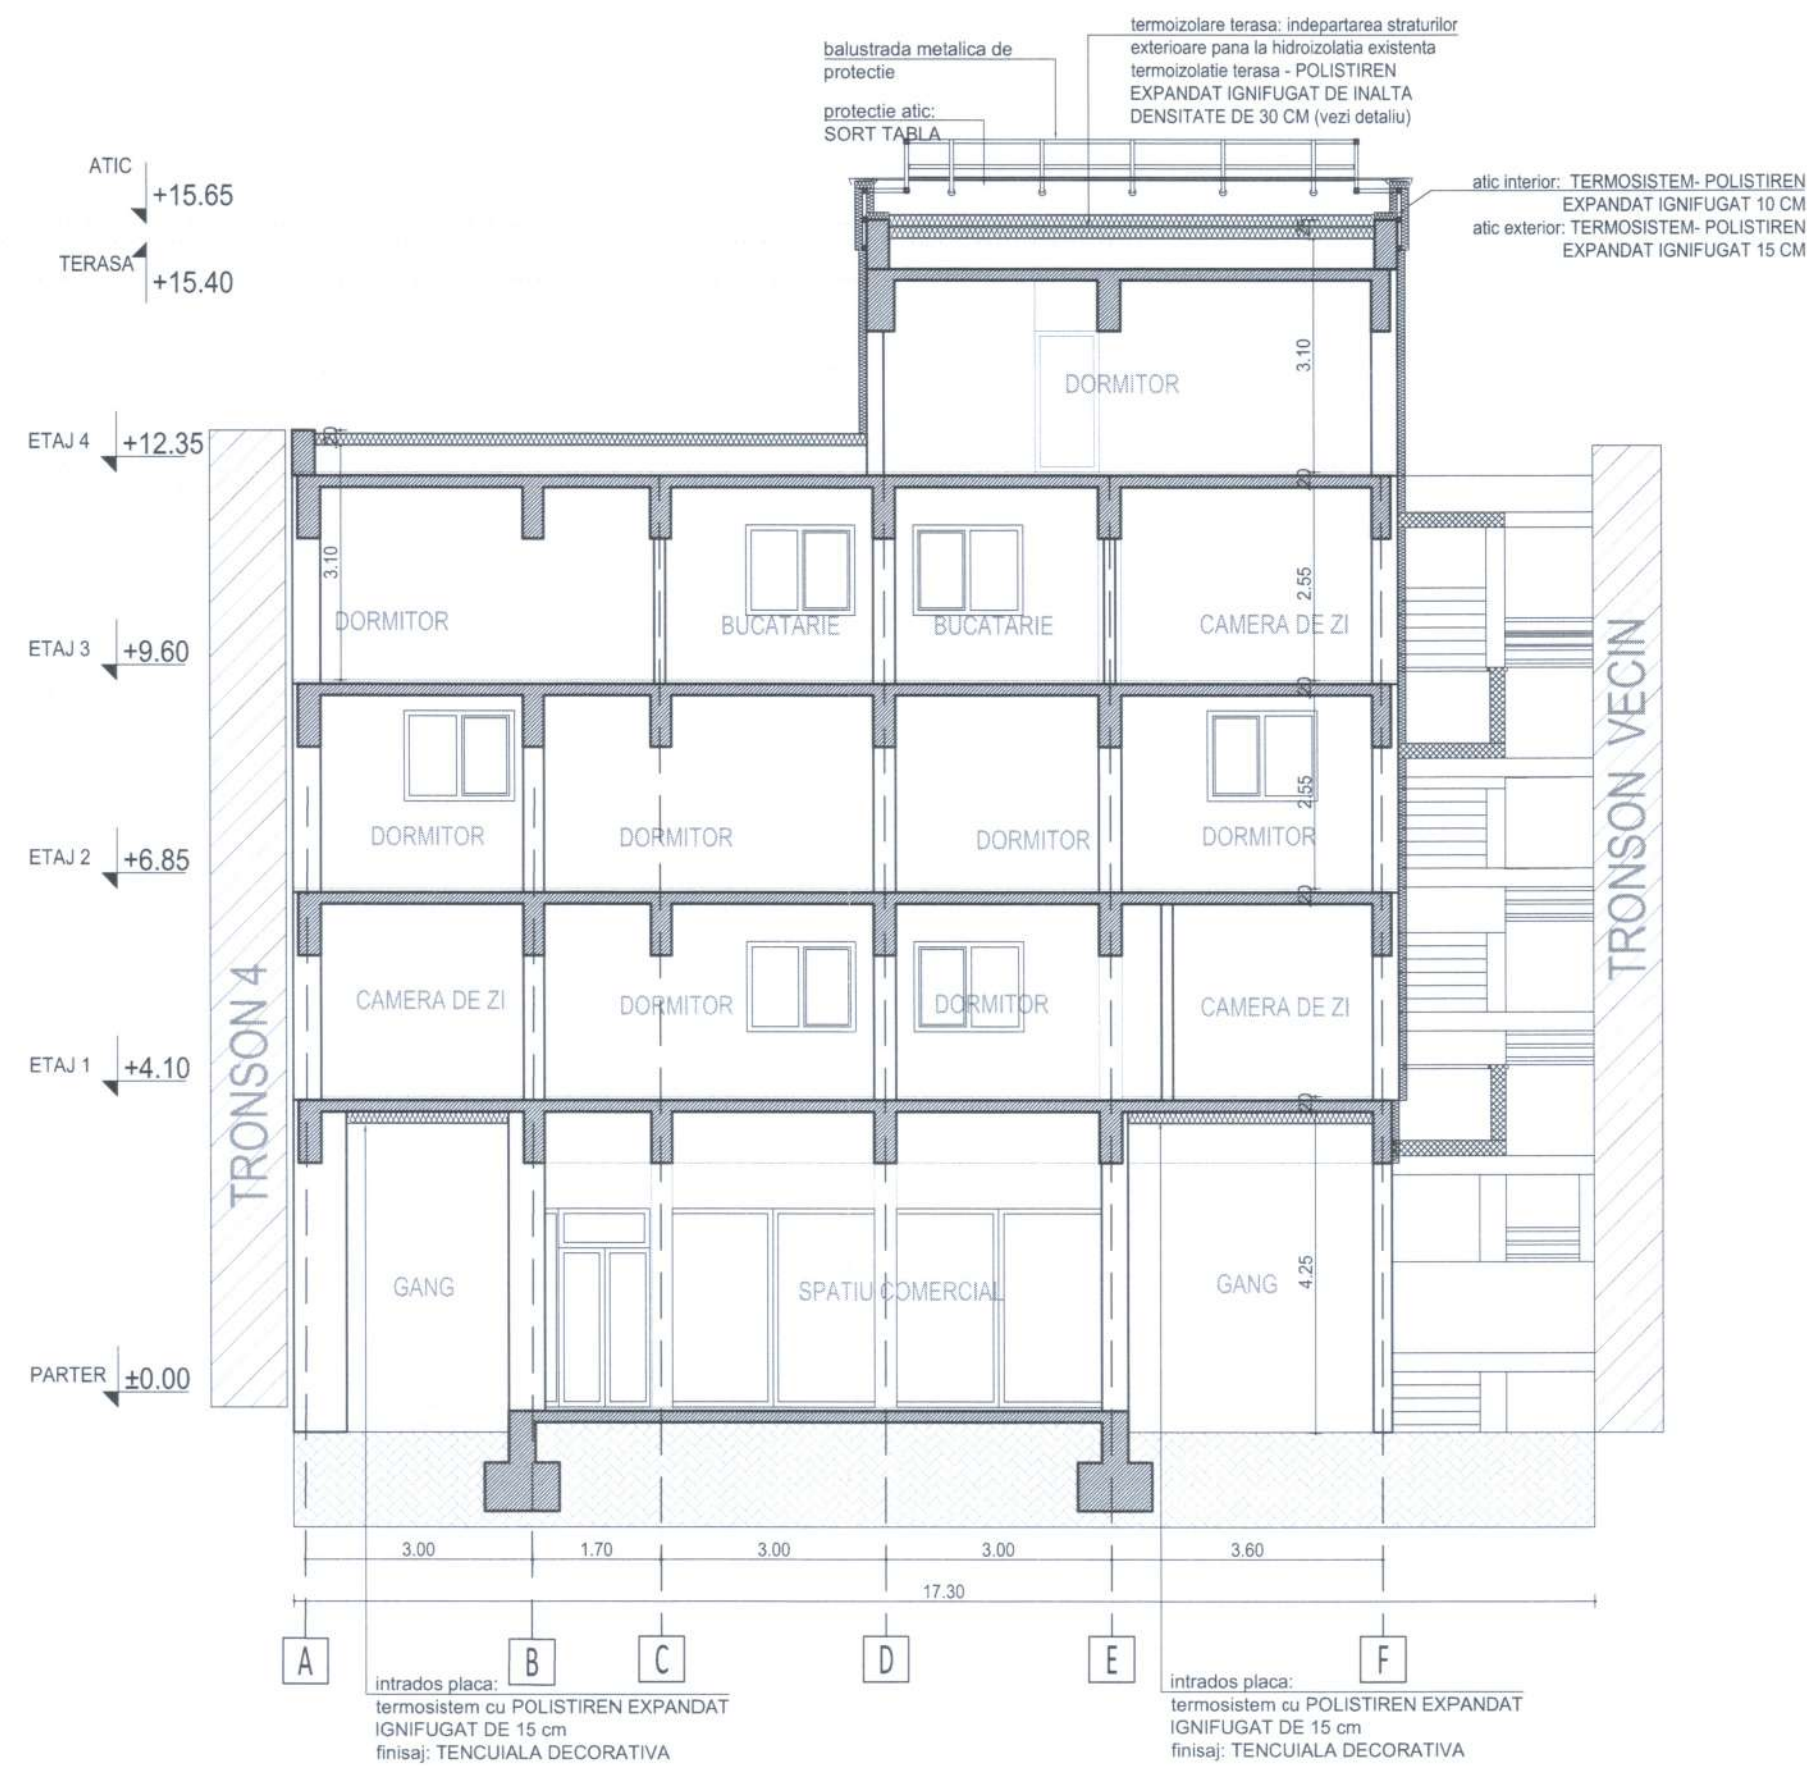 termoizolare terasa: indepartarea straturilor
exterioare pana la hidroizolatia existenta
termoizolatie terasa - POLISTIREN
EXPANDAT IGNIFUGAT DE INALTA
DENSITATE DE 30 CM (vezi detaliu)
balustrada metalica de
protectie
protectie atic:
SORT TABLA
ATIC
+15.65
TERASA
+15.40
atic interior: TERMOSISTEM- POLISTIREN
EXPANDAT IGNIFUGAT 10 CM
atic exterior: TERMOSISTEM- POLISTIREN
EXPANDAT IGNIFUGAT 15 CM
25
3.10
DORMITOR
ETAJ 4 +12.35
20
20
3.10
2.55
DORMITOR BUCATARIE BUCATARIE CAMERA DE ZI
ETAJ 3 +9.60
20
2.55
DORMITOR DORMITOR DORMITOR DORMITOR
ETAJ 2 +6.85
20
CAMERA DE ZI DORMITOR DORMITOR CAMERA DE ZI
ETAJ 1 +4.10
20
TRONSON 4
TRONSON VECIN
GANG SPATIU COMERCIAL GANG
4.25
PARTER ±0.00
3.00 1.70 3.00 3.00 3.60
17.30
A B C D E F
intrados placa:
termosistem cu POLISTIREN EXPANDAT
IGNIFUGAT DE 15 cm
finisaj: TENCUIALA DECORATIVA
intrados placa:
termosistem cu POLISTIREN EXPANDAT
IGNIFUGAT DE 15 cm
finisaj: TENCUIALA DECORATIVA